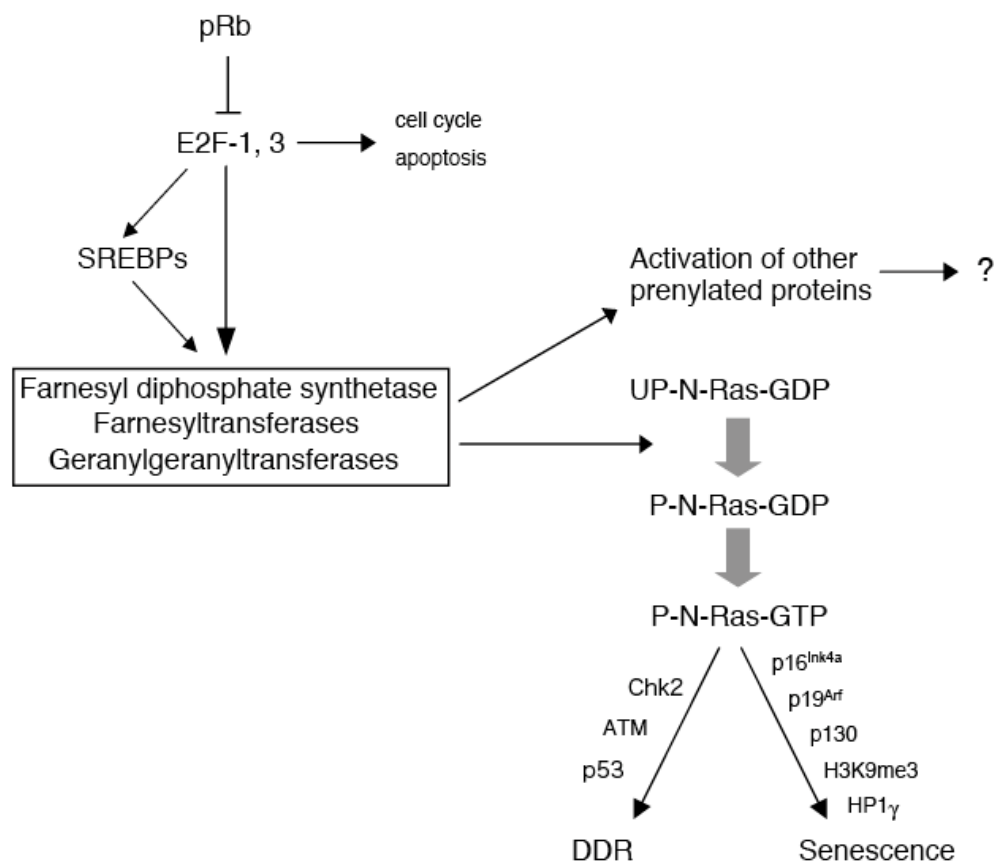 pRb
E2F-1, 3
cell cycle
apoptosis
SREBPs
Activation of other
prenylated proteins
?
Farnesyl diphosphate synthetase
Farnesyltransferases
Geranylgeranyltransferases
UP-N-Ras-GDP
P-N-Ras-GDP
P-N-Ras-GTP
Chk2
ATM
p53
p16Ink4a
p19Arf
p130
H3K9me3
HP1γ
DDR
Senescence